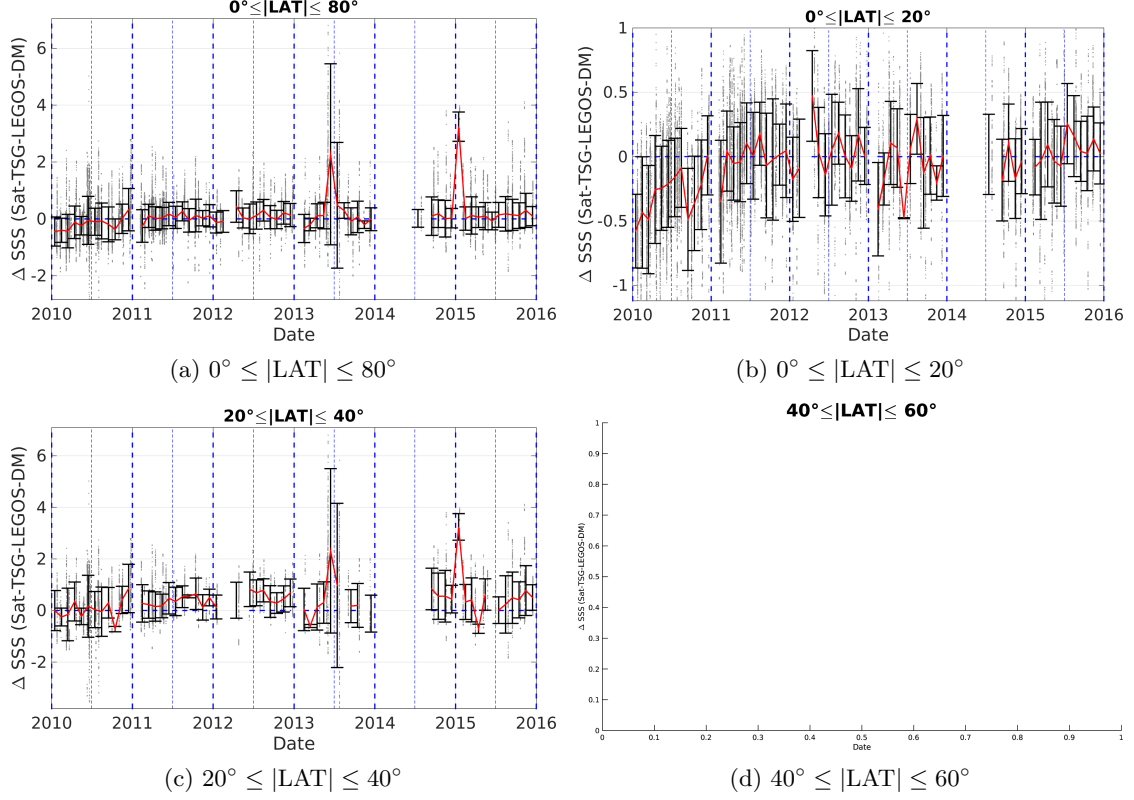 0°≤|LAT|≤ 80°
Δ SSS (Sat-TSG-LEGOS-DM)
6
4
2
0
-2
2010 2011 2012 2013 2014 2015 2016
Date
(a) 0° ≤ |LAT| ≤ 80°
0°≤|LAT|≤ 20°
Δ SSS (Sat-TSG-LEGOS-DM)
1
0.5
0
-0.5
-1
2010 2011 2012 2013 2014 2015 2016
Date
(b) 0° ≤ |LAT| ≤ 20°
20°≤|LAT|≤ 40°
Δ SSS (Sat-TSG-LEGOS-DM)
6
4
2
0
-2
2010 2011 2012 2013 2014 2015 2016
Date
(c) 20° ≤ |LAT| ≤ 40°
40°≤|LAT|≤ 60°
Δ SSS (Sat-TSG-LEGOS-DM)
1
0.9
0.8
0.7
0.6
0.5
0.4
0.3
0.2
0.1
0
0 0.1 0.2 0.3 0.4 0.5 0.6 0.7 0.8 0.9 1
Date
(d) 40° ≤ |LAT| ≤ 60°